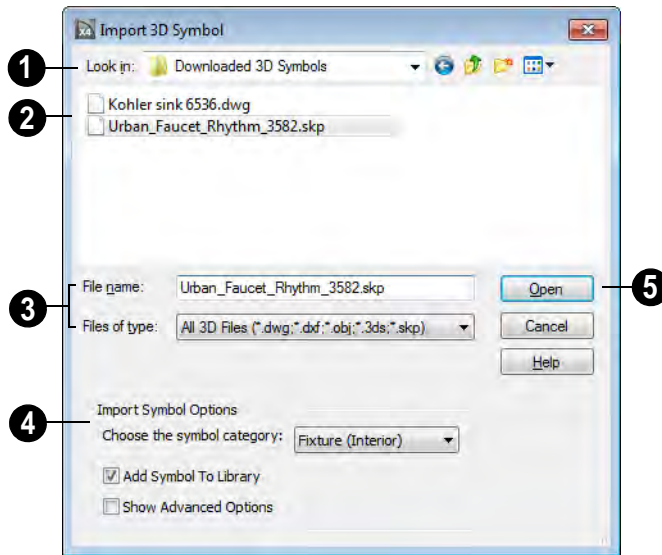 X4 Import 3D Symbol
1 Look in: Downloaded 3D Symbols
2 Kohler sink 6536.dwg
Urban_Faucet_Rhythm_3582.skp
3 File name: Urban_Faucet_Rhythm_3582.skp Open 5
Files of type: All 3D Files (*.dwg;*.dxf;*.obj;*.3ds;*.skp) Cancel
Help
4 Import Symbol Options
Choose the symbol category: Fixture (Interior)
Add Symbol To Library
Show Advanced Options